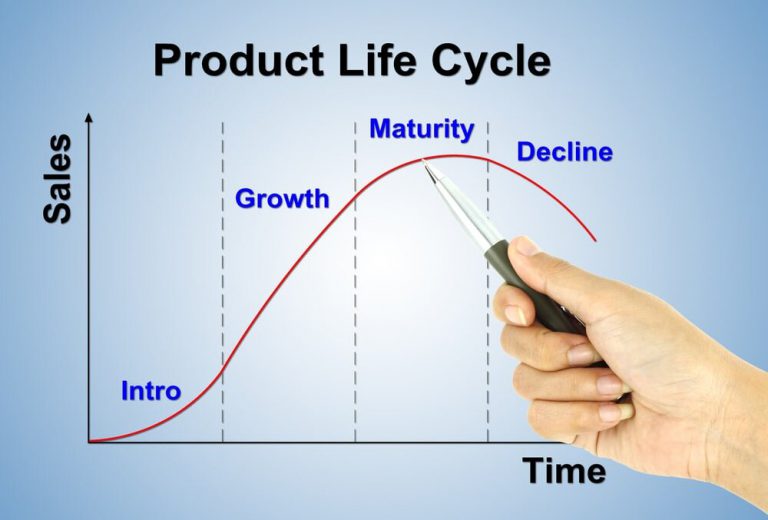 Product Life Cycle
Sales
Intro
Growth
Maturity
Decline
Time